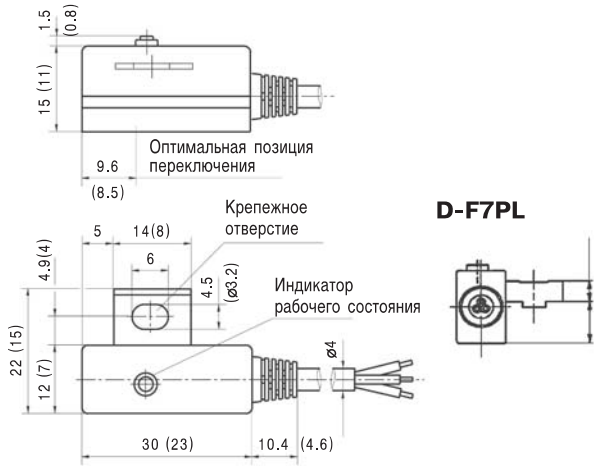 1.5
(0.8)
15 (11)
Оптимальная позиция
переключения
9.6
(8.5)
D-F7PL
Крепежное
отверстие
5
14(8)
6
4.9(4)
4.5
(ø3.2)
Индикатор
рабочего состояния
22 (15)
12 (7)
ø4
30 (23)
10.4
(4.6)